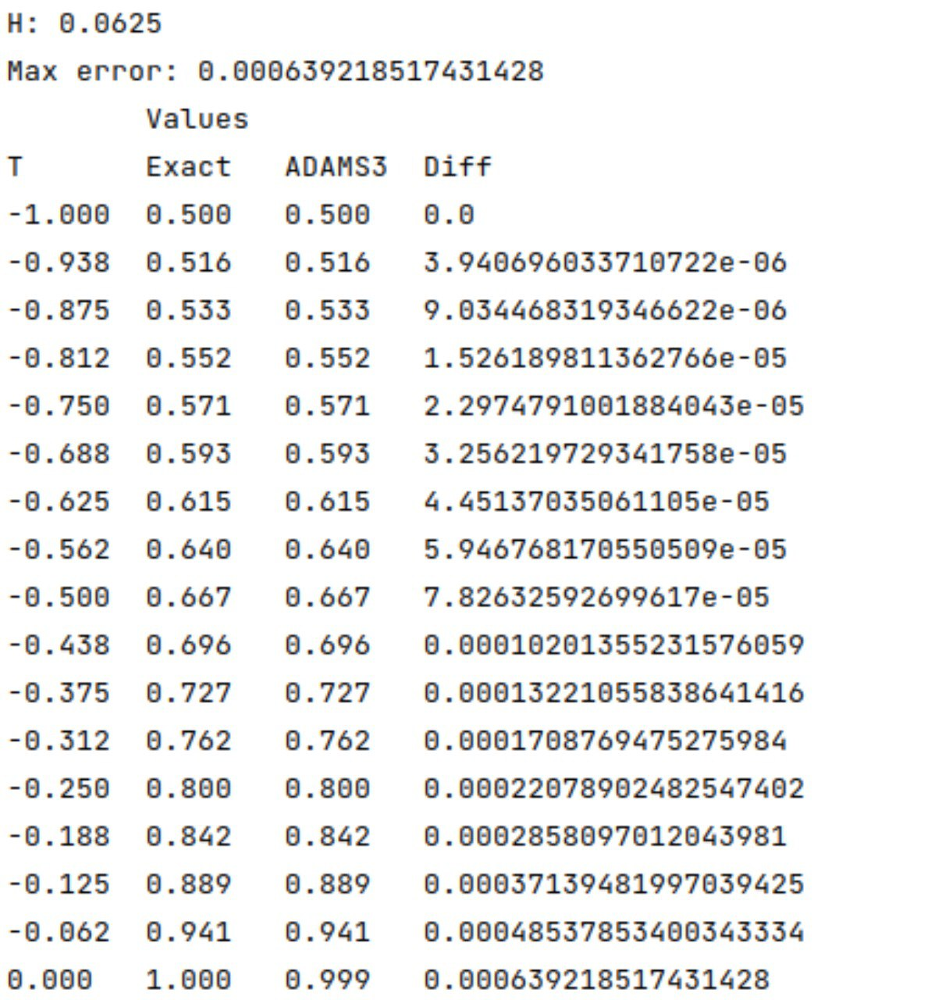 H: 0.0625
Max error: 0.000639218517431428
Values
T Exact ADAMS3 Diff
-1.000 0.500 0.500 0.0
-0.938 0.516 0.516 3.940696033710722e-06
-0.875 0.533 0.533 9.034468319346622e-06
-0.812 0.552 0.552 1.526189811362766e-05
-0.750 0.571 0.571 2.2974791001884043e-05
-0.688 0.593 0.593 3.256219729341758e-05
-0.625 0.615 0.615 4.45137035061105e-05
-0.562 0.640 0.640 5.946768170550509e-05
-0.500 0.667 0.667 7.82632592699617e-05
-0.438 0.696 0.696 0.00010201355231576059
-0.375 0.727 0.727 0.00013221055838641416
-0.312 0.762 0.762 0.0001708769475275984
-0.250 0.800 0.800 0.00022078902482547402
-0.188 0.842 0.842 0.0002858097012043981
-0.125 0.889 0.889 0.00037139481997039425
-0.062 0.941 0.941 0.00048537853400343334
0.000 1.000 0.999 0.000639218517431428